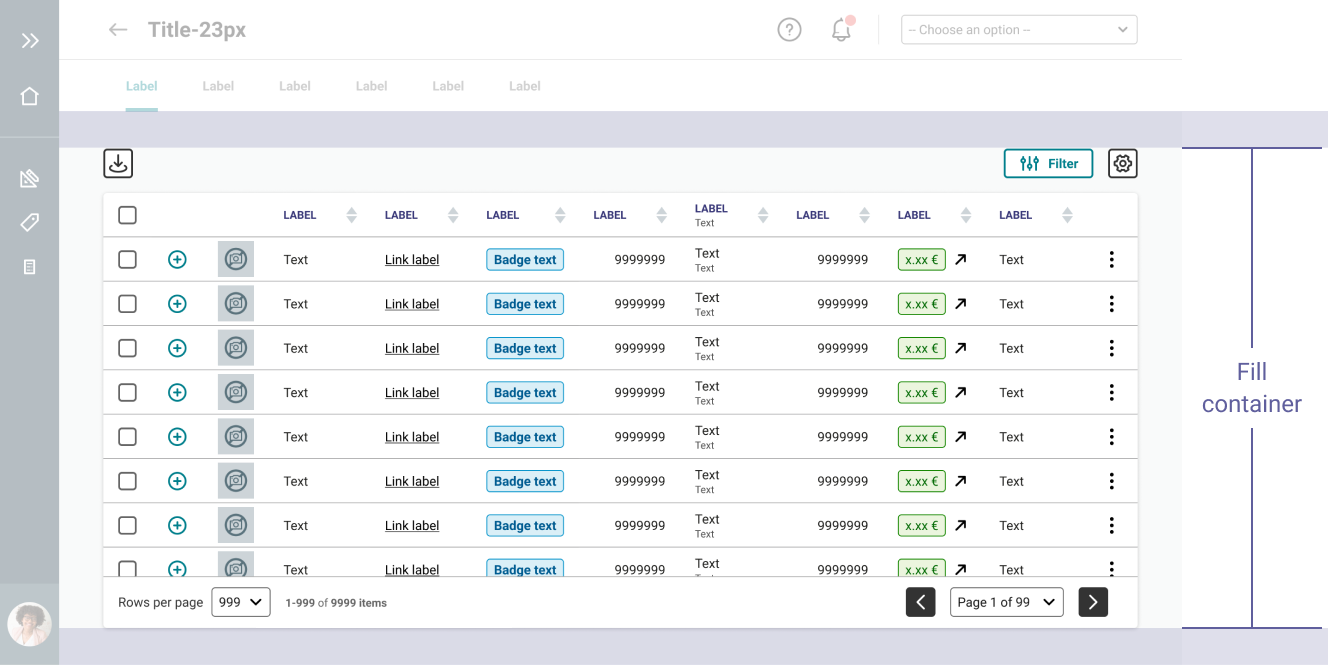 Title-23px
-- Choose an option --
Label Label Label Label Label Label
Filter
LABEL LABEL LABEL LABEL LABEL LABEL LABEL LABEL
Text
Text Link label Badge text 9999999 Text 9999999 x.xx € Text
Text
Text Link label Badge text 9999999 Text 9999999 x.xx € Text
Text
Text Link label Badge text 9999999 Text 9999999 x.xx € Text
Text
Text Link label Badge text 9999999 Text 9999999 x.xx € Text
Text
Text Link label Badge text 9999999 Text 9999999 x.xx € Text
Text
Text Link label Badge text 9999999 Text 9999999 x.xx € Text
Text
Text Link label Badge text 9999999 Text 9999999 x.xx € Text
Text
Text Link label Badge text 9999999 Text 9999999 x.xx € Text
Rows per page 999 1-999 of 9999 items Page 1 of 99
Fill
container